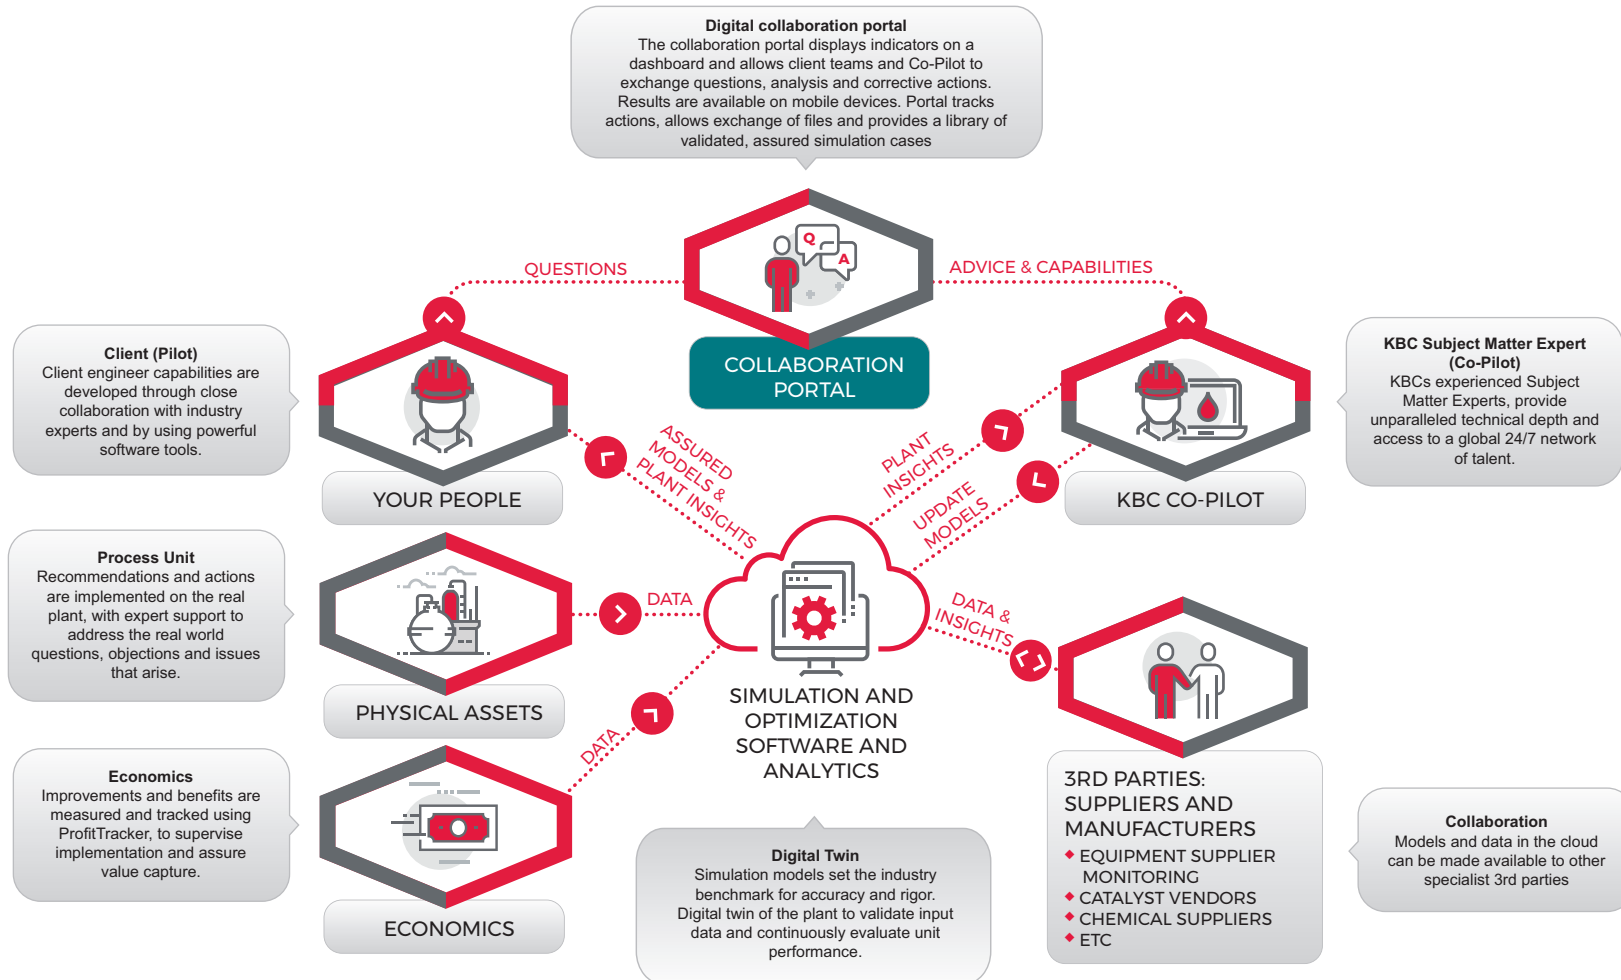 Digital collaboration portal
The collaboration portal displays indicators on a
dashboard and allows client teams and Co-Pilot to
exchange questions, analysis and corrective actions.
Results are available on mobile devices. Portal tracks
actions, allows exchange of files and provides a library of
validated, assured simulation cases
Q
A
QUESTIONS
ADVICE & CAPABILITIES
COLLABORATION
PORTAL
Client (Pilot)
Client engineer capabilities are
developed through close
collaboration with industry
experts and by using powerful
software tools.
YOUR PEOPLE
ASSURED
MODELS &
PLANT INSIGHTS
PLANT
INSIGHTS
UPDATE
MODELS
KBC CO-PILOT
KBC Subject Matter Expert
(Co-Pilot)
KBCs experienced Subject
Matter Experts, provide
unparalleled technical depth and
access to a global 24/7 network
of talent.
Process Unit
Recommendations and actions
are implemented on the real
plant, with expert support to
address the real world
questions, objections and issues
that arise.
PHYSICAL ASSETS
DATA
DATA &
INSIGHTS
SIMULATION AND
OPTIMIZATION
SOFTWARE AND
ANALYTICS
Economics
Improvements and benefits are
measured and tracked using
ProfitTracker, to supervise
implementation and assure
value capture.
DATA
ECONOMICS
Digital Twin
Simulation models set the industry
benchmark for accuracy and rigor.
Digital twin of the plant to validate input
data and continuously evaluate unit
performance.
3RD PARTIES:
SUPPLIERS AND
MANUFACTURERS
◆ EQUIPMENT SUPPLIER
MONITORING
◆ CATALYST VENDORS
◆ CHEMICAL SUPPLIERS
◆ ETC
Collaboration
Models and data in the cloud
can be made available to other
specialist 3rd parties